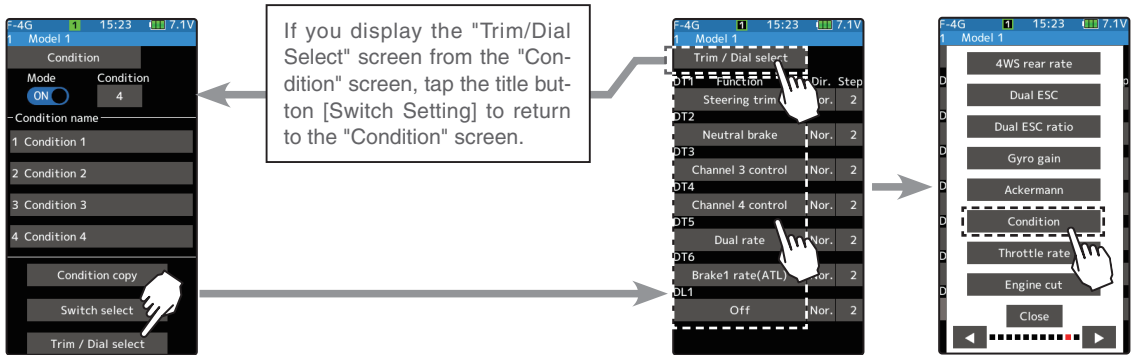 F-4G 1 15:23 7.1V
1 Model 1
Condition
Mode Condition
ON 4
Condition name
1 Condition 1
2 Condition 2
3 Condition 3
4 Condition 4
Condition copy
Switch select
Trim / Dial select
If you display the "Trim/Dial
Select" screen from the "Con-
dition" screen, tap the title but-
ton [Switch Setting] to return
to the "Condition" screen.
F-4G 1 15:23 7.1V
1 Model 1
Trim / Dial select
DT1 Function Dir. Step
Steering trim Nor. 2
DT2
Neutral brake Nor. 2
DT3
Channel 3 control Nor. 2
DT4
Channel 4 control Nor. 2
DT5
Dual rate Nor. 2
DT6
Brake1 rate(ATL) Nor. 2
DL1
Off Nor. 2
F-4G 1 15:23 7.1V
1 Model 1
4WS rear rate
Dual ESC
Dual ESC ratio
Gyro gain
Ackermann
Condition
Throttle rate
Engine cut
Close